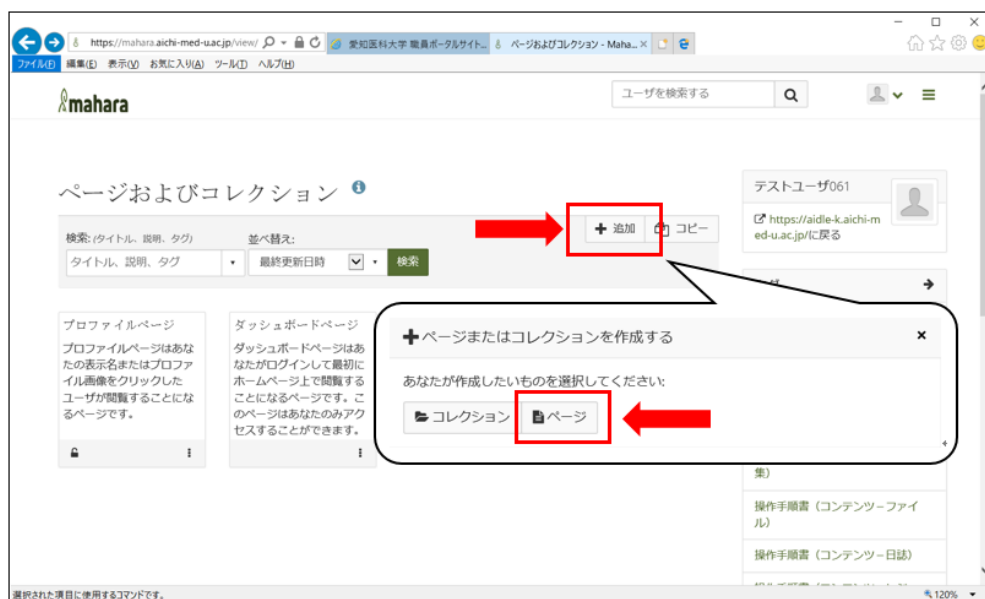 https://mahara.aichi-med-u.ac.jp/view/
愛知医科大学 職員ポータルサイト...
ページおよびコレクション - Maha...
ファイル(F) 編集(E) 表示(V) お気に入り(A) ツール(T) ヘルプ(H)
mahara
ユーザを検索する
ページおよびコレクション
テストユーザ061
https://aidle-k.aichi-m
ed-u.ac.jp/に戻る
追加
コピー
検索:(タイトル、説明、タグ)
並べ替え:
タイトル、説明、タグ
最終更新日時
検索
プロファイルページ
プロファイルページはあな
たの表示名またはプロファ
イル画像をクリックした
ユーザが閲覧することにな
るページです。
ダッシュボードページ
ダッシュボードページはあ
なたがログインして最初に
ホームページ上で閲覧する
ことになるページです。こ
のページはあなたのみアク
セスすることができます。
ページまたはコレクションを作成する
あなたが作成したいものを選択してください:
コレクション
ページ
集)
操作手順書(コンテンツ-ファイ
ル)
操作手順書(コンテンツ-日誌)
選択された項目に使用するコマンドです。
120%